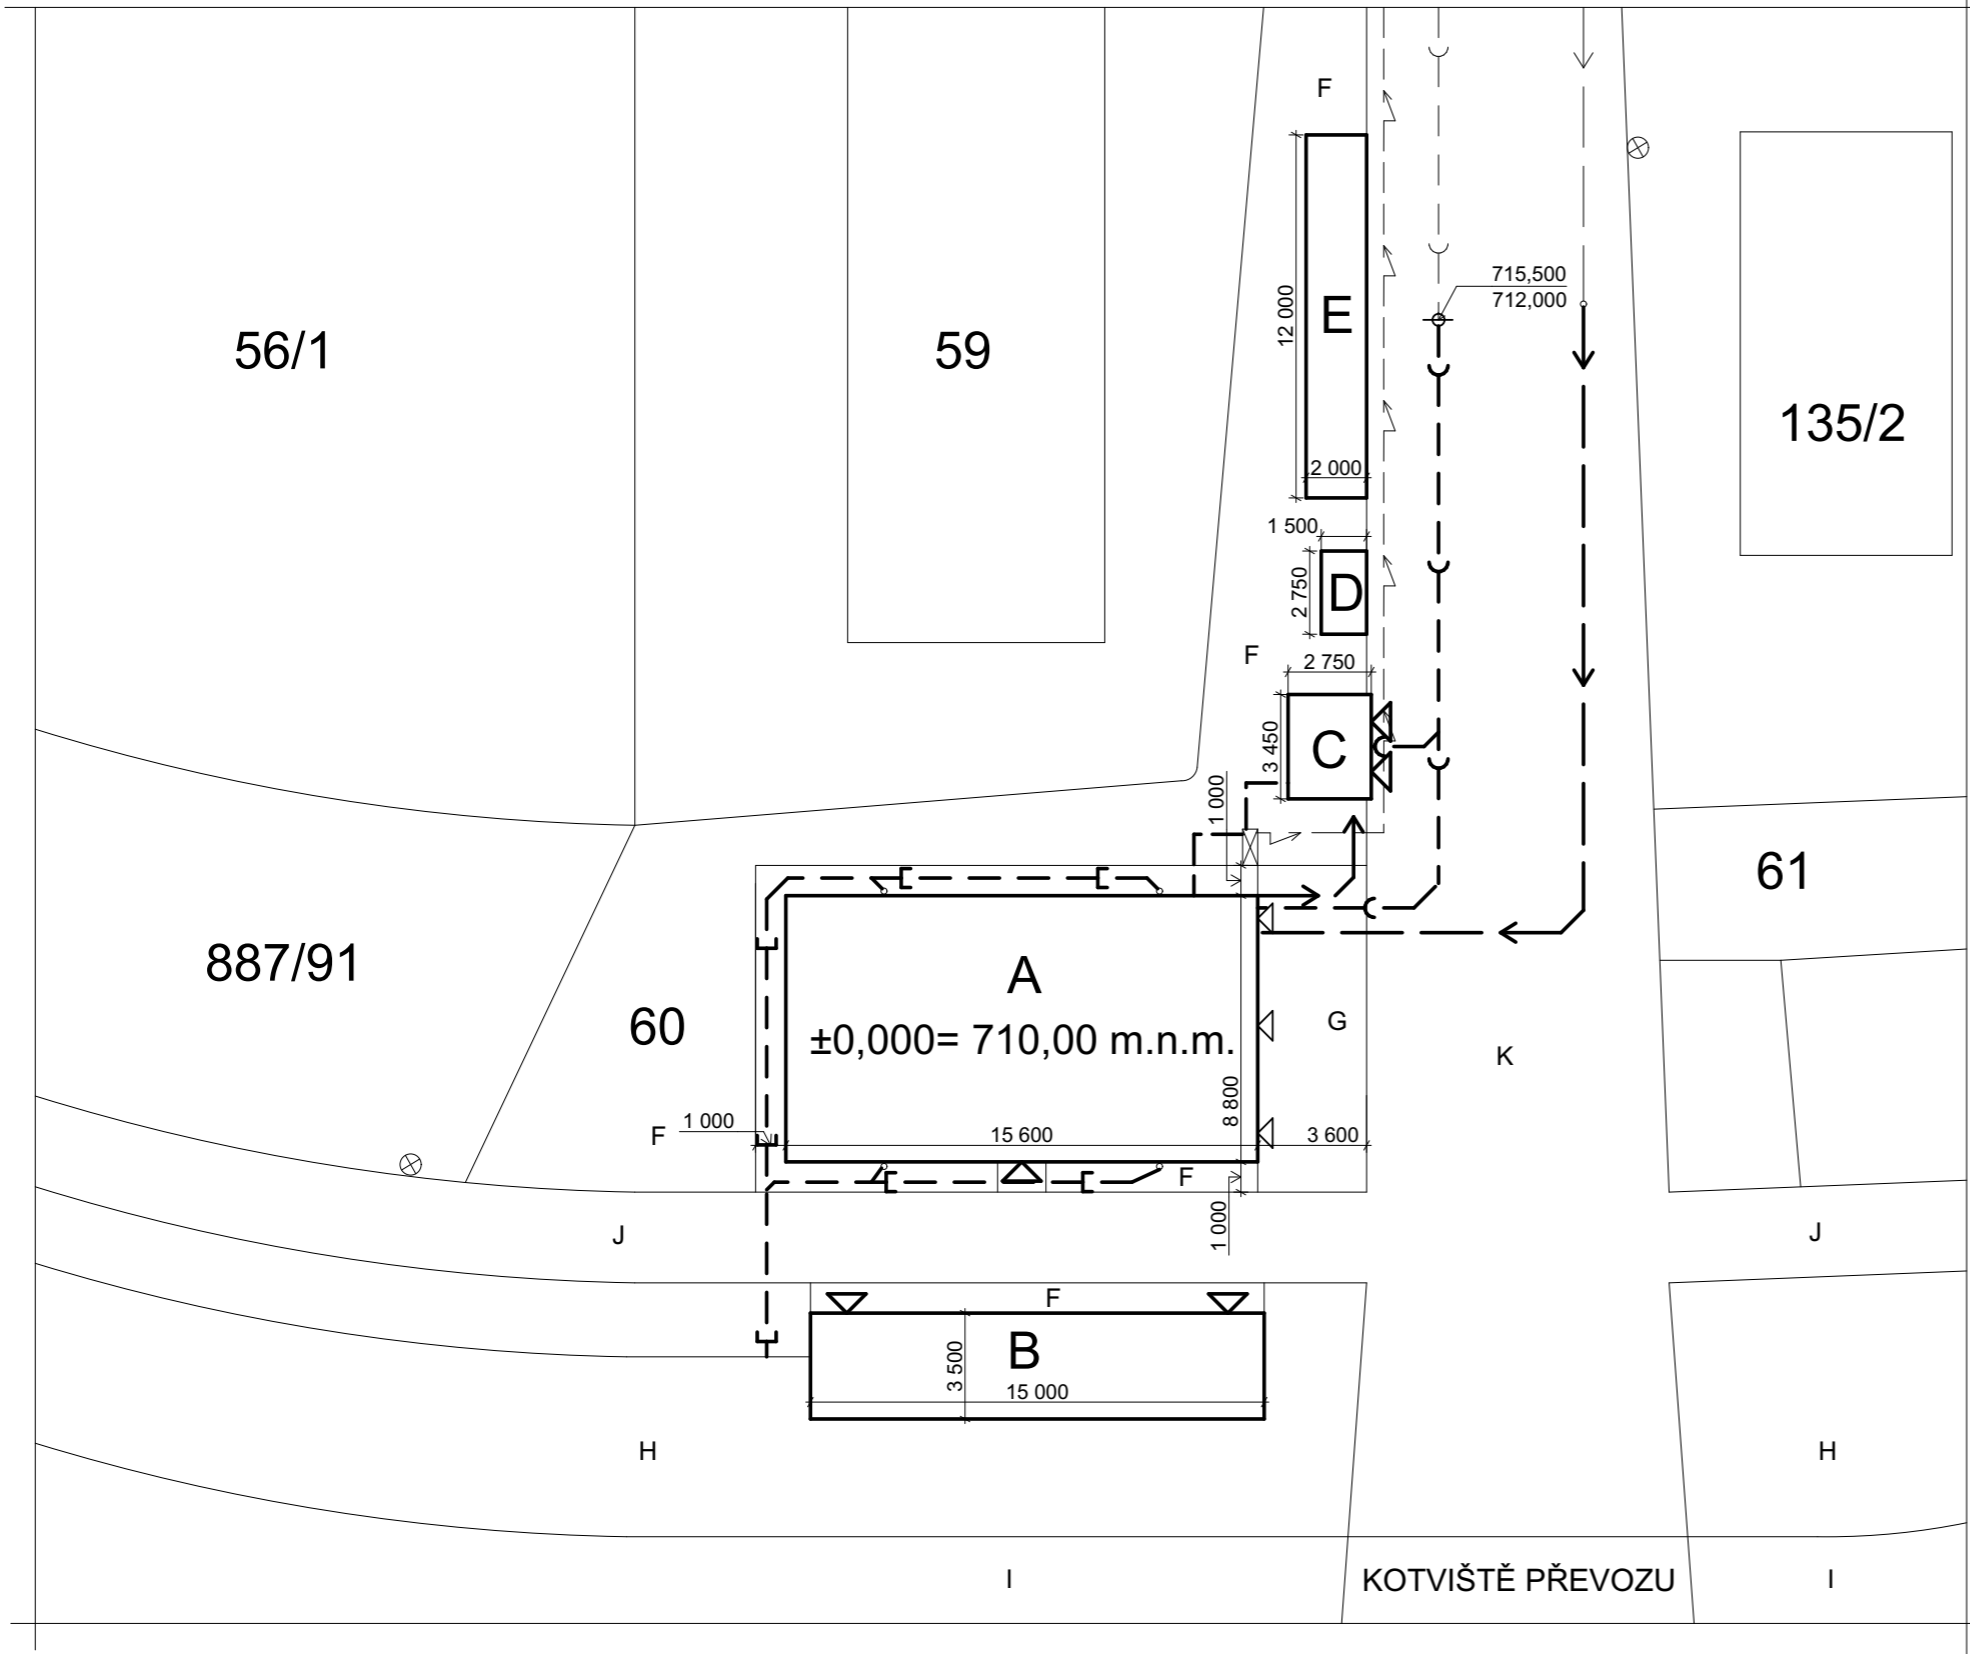 F
715,500
712,000
12 000
E
56/1
59
135/2
2 000
1 500
2 750
D
F
2 750
3 450
C
1 000
61
887/91
A
60
±0,000= 710,00 m.n.m.
G
K
8 800
F
1 000
15 600
3 600
F
1 000
J
J
F
B
3 500
15 000
H
H
I
KOTVIŠTĚ PŘEVOZU
I